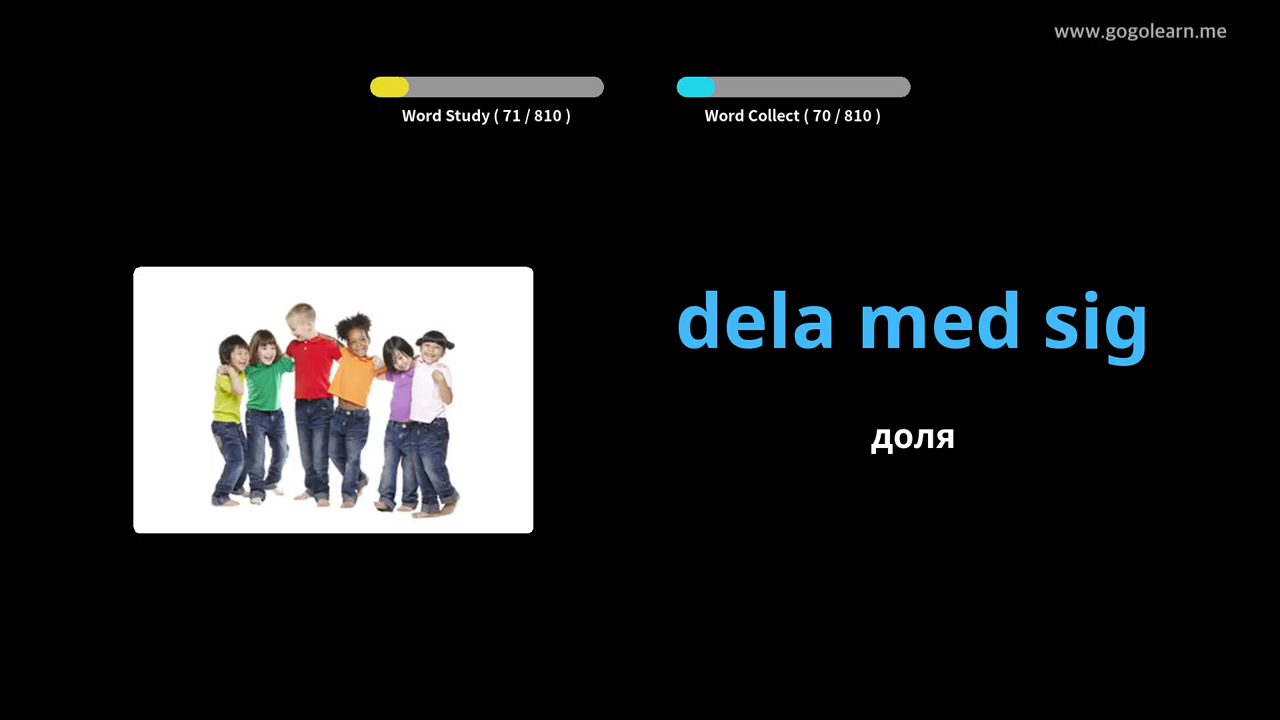 www.gogolearn.me
Word Study ( 71 / 810 )
Word Collect ( 70 / 810 )
dela med sig
доля